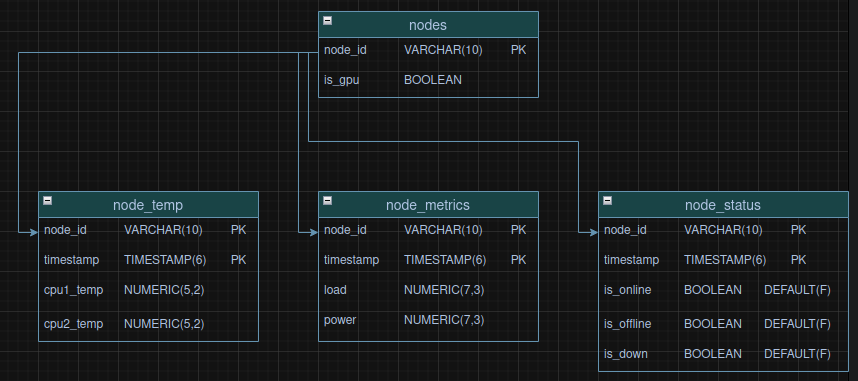 nodes
node_id VARCHAR(10) PK
is_gpu BOOLEAN
node_temp
node_id VARCHAR(10) PK
timestamp TIMESTAMP(6) PK
cpu1_temp NUMERIC(5,2)
cpu2_temp NUMERIC(5,2)
node_metrics
node_id VARCHAR(10) PK
timestamp TIMESTAMP(6) PK
load NUMERIC(7,3)
power NUMERIC(7,3)
node_status
node_id VARCHAR(10) PK
timestamp TIMESTAMP(6) PK
is_online BOOLEAN DEFAULT(F)
is_offline BOOLEAN DEFAULT(F)
is_down BOOLEAN DEFAULT(F)